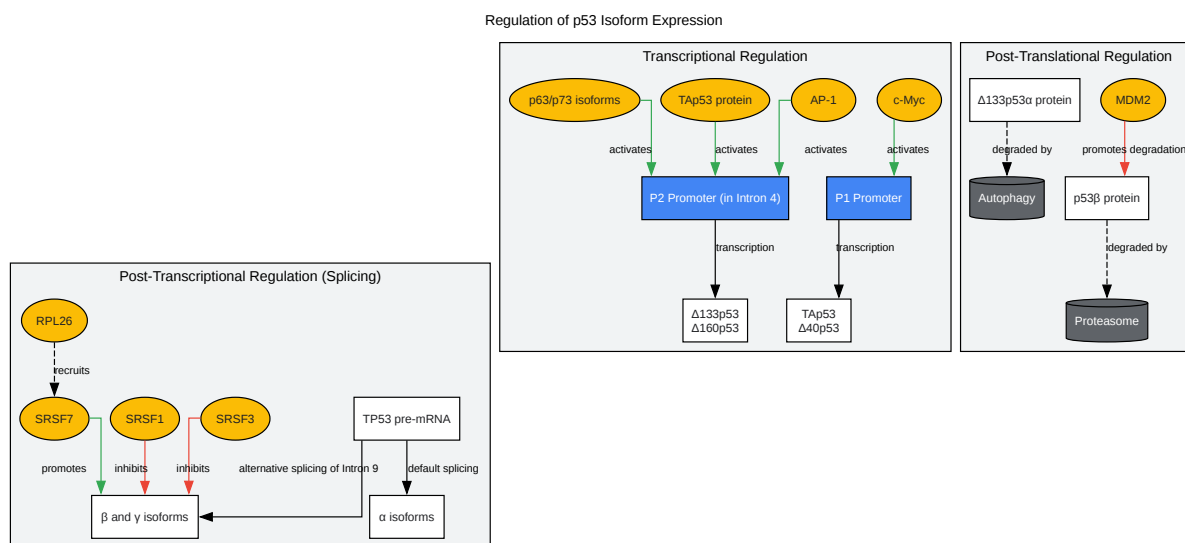 Regulation of p53 Isoform Expression
Transcriptional Regulation
p63/p73 isoforms
TAp53 protein
AP-1
c-Myc
activates
activates
activates
activates
P2 Promoter (in Intron 4)
P1 Promoter
transcription
transcription
Δ133p53
Δ160p53
TAp53
Δ40p53
Post-Translational Regulation
Δ133p53α protein
MDM2
degraded by
promotes degradation
Autophagy
p53β protein
degraded by
Proteasome
Post-Transcriptional Regulation (Splicing)
RPL26
recruits
SRSF7
SRSF1
SRSF3
TP53 pre-mRNA
promotes
inhibits
inhibits
alternative splicing of Intron 9
default splicing
β and γ isoforms
α isoforms